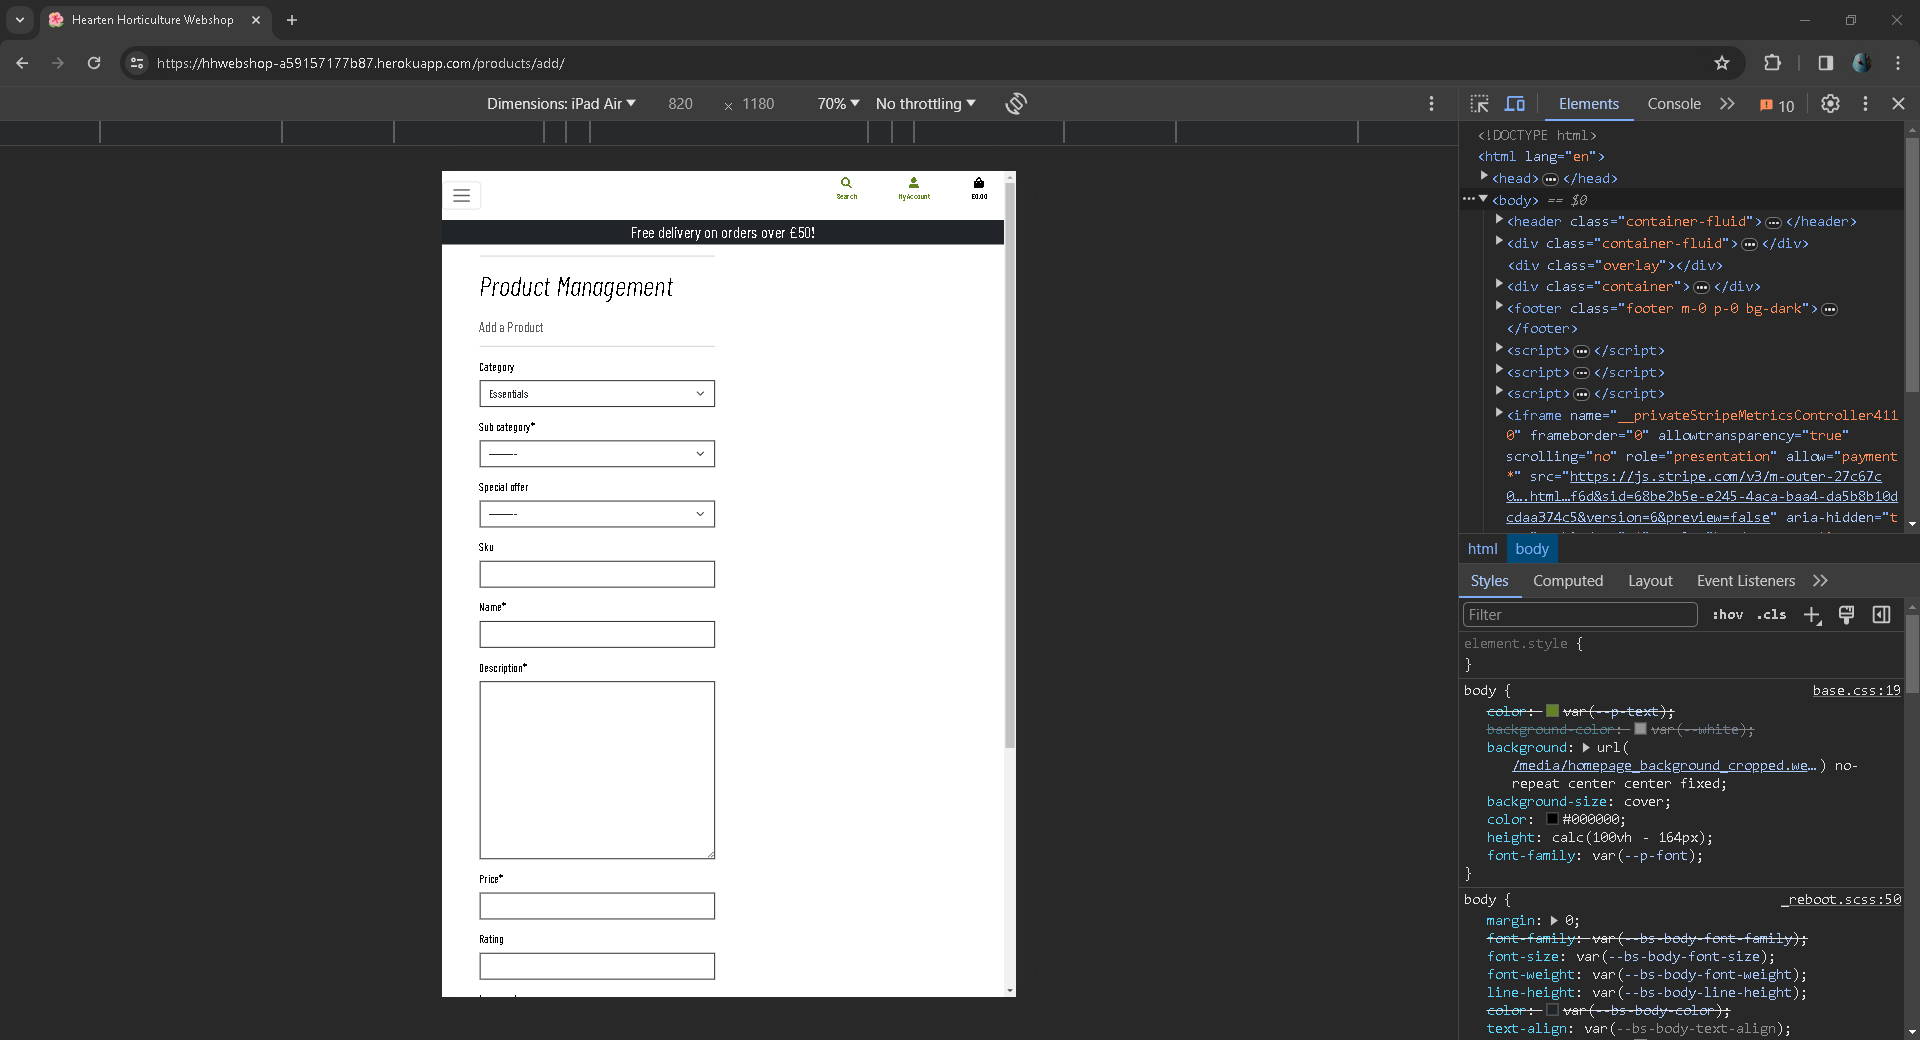 Hearten Horticulture Webshop
https://hhwebshop-a59157177b87.herokuapp.com/products/add/
Dimensions: iPad Air 820 × 1180 70% No throttling
Elements Console 10
Search My Account £0.00
Free delivery on orders over £50!
Product Management
Add a Product
Category
Essentials
Sub category*
---------
Special offer
---------
Sku
Name*
Description*
Price*
Rating
<!DOCTYPE html>
<html lang="en">
<head> ••• </head>
••• <body> == $0
<header class="container-fluid"> ••• </header>
<div class="container-fluid"> ••• </div>
<div class="overlay"></div>
<div class="container"> ••• </div>
<footer class="footer m-0 p-0 bg-dark"> •••
</footer>
<script> ••• </script>
<script> ••• </script>
<script> ••• </script>
<iframe name="__privateStripeMetricsController411
0" frameborder="0" allowtransparency="true"
scrolling="no" role="presentation" allow="payment
*" src="https://js.stripe.com/v3/m-outer-27c67c
0….html…f6d&sid=68be2b5e-e245-4aca-baa4-da5b8b10d
cdaa374c5&version=6&preview=false" aria-hidden="t
html body
Styles Computed Layout Event Listeners
Filter :hov .cls
element.style {
}
body { base.css:19
color: var(--p-text);
background-color: var(--white);
background: url(
/media/homepage_background_cropped.we…) no-
repeat center center fixed;
background-size: cover;
color: #000000;
height: calc(100vh - 164px);
font-family: var(--p-font);
}
body { _reboot.scss:50
margin: 0;
font-family: var(--bs-body-font-family);
font-size: var(--bs-body-font-size);
font-weight: var(--bs-body-font-weight);
line-height: var(--bs-body-line-height);
color: var(--bs-body-color);
text-align: var(--bs-body-text-align);